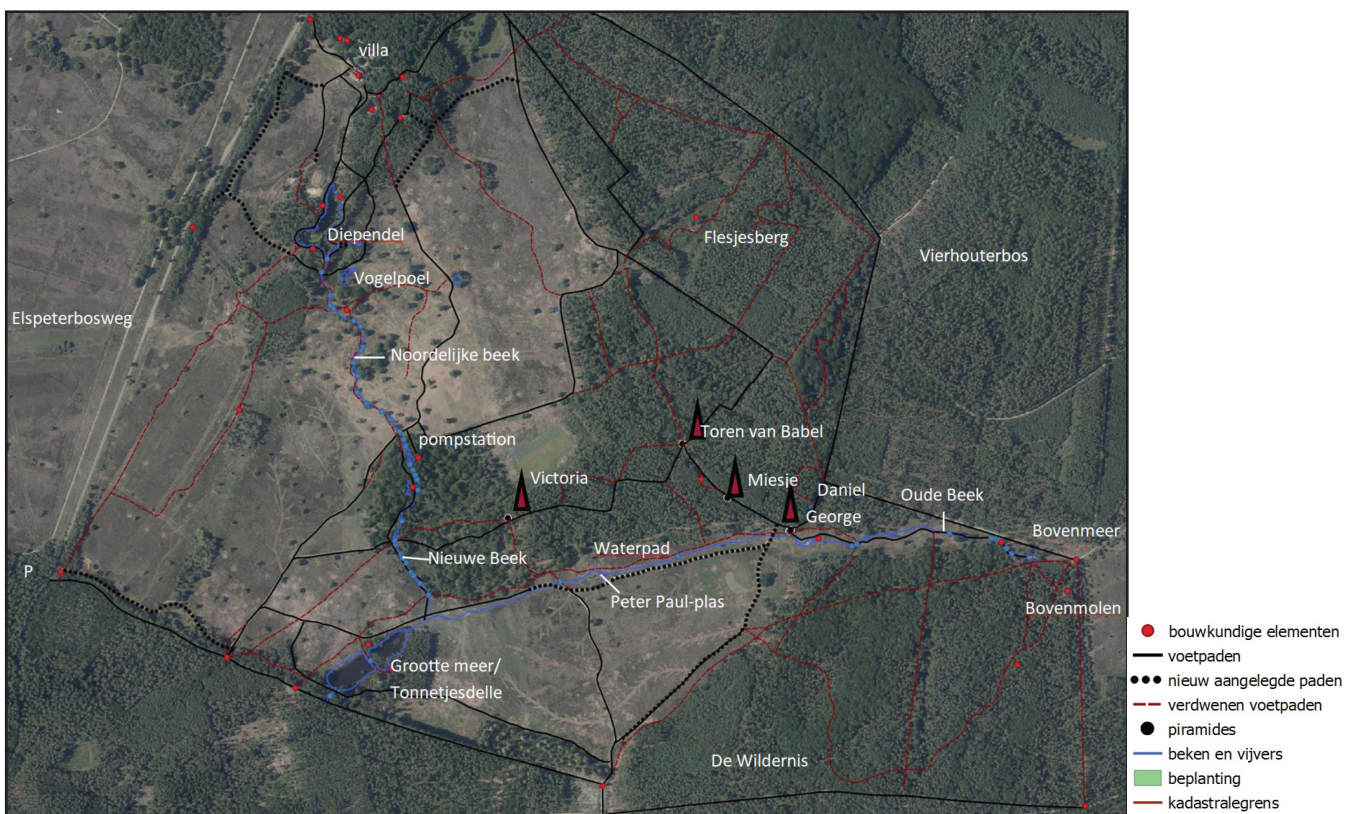 villa
Diependel
Flesjesberg
Vierhouterbos
Vogelpoel
Elspeterbosweg
Noordelijke beek
Toren van Babel
pompstation
Victoria
Miesje
Daniel
George
Oude Beek
Bovenmeer
Waterpad
Nieuwe Beek
P
Peter Paul-plas
Bovenmolen
Grootte meer/
Tonnetjesdelle
De Wildernis
bouwkundige elementen
voetpaden
nieuw aangelegde paden
verdwenen voetpaden
piramides
beken en vijvers
beplanting
kadastralegrens